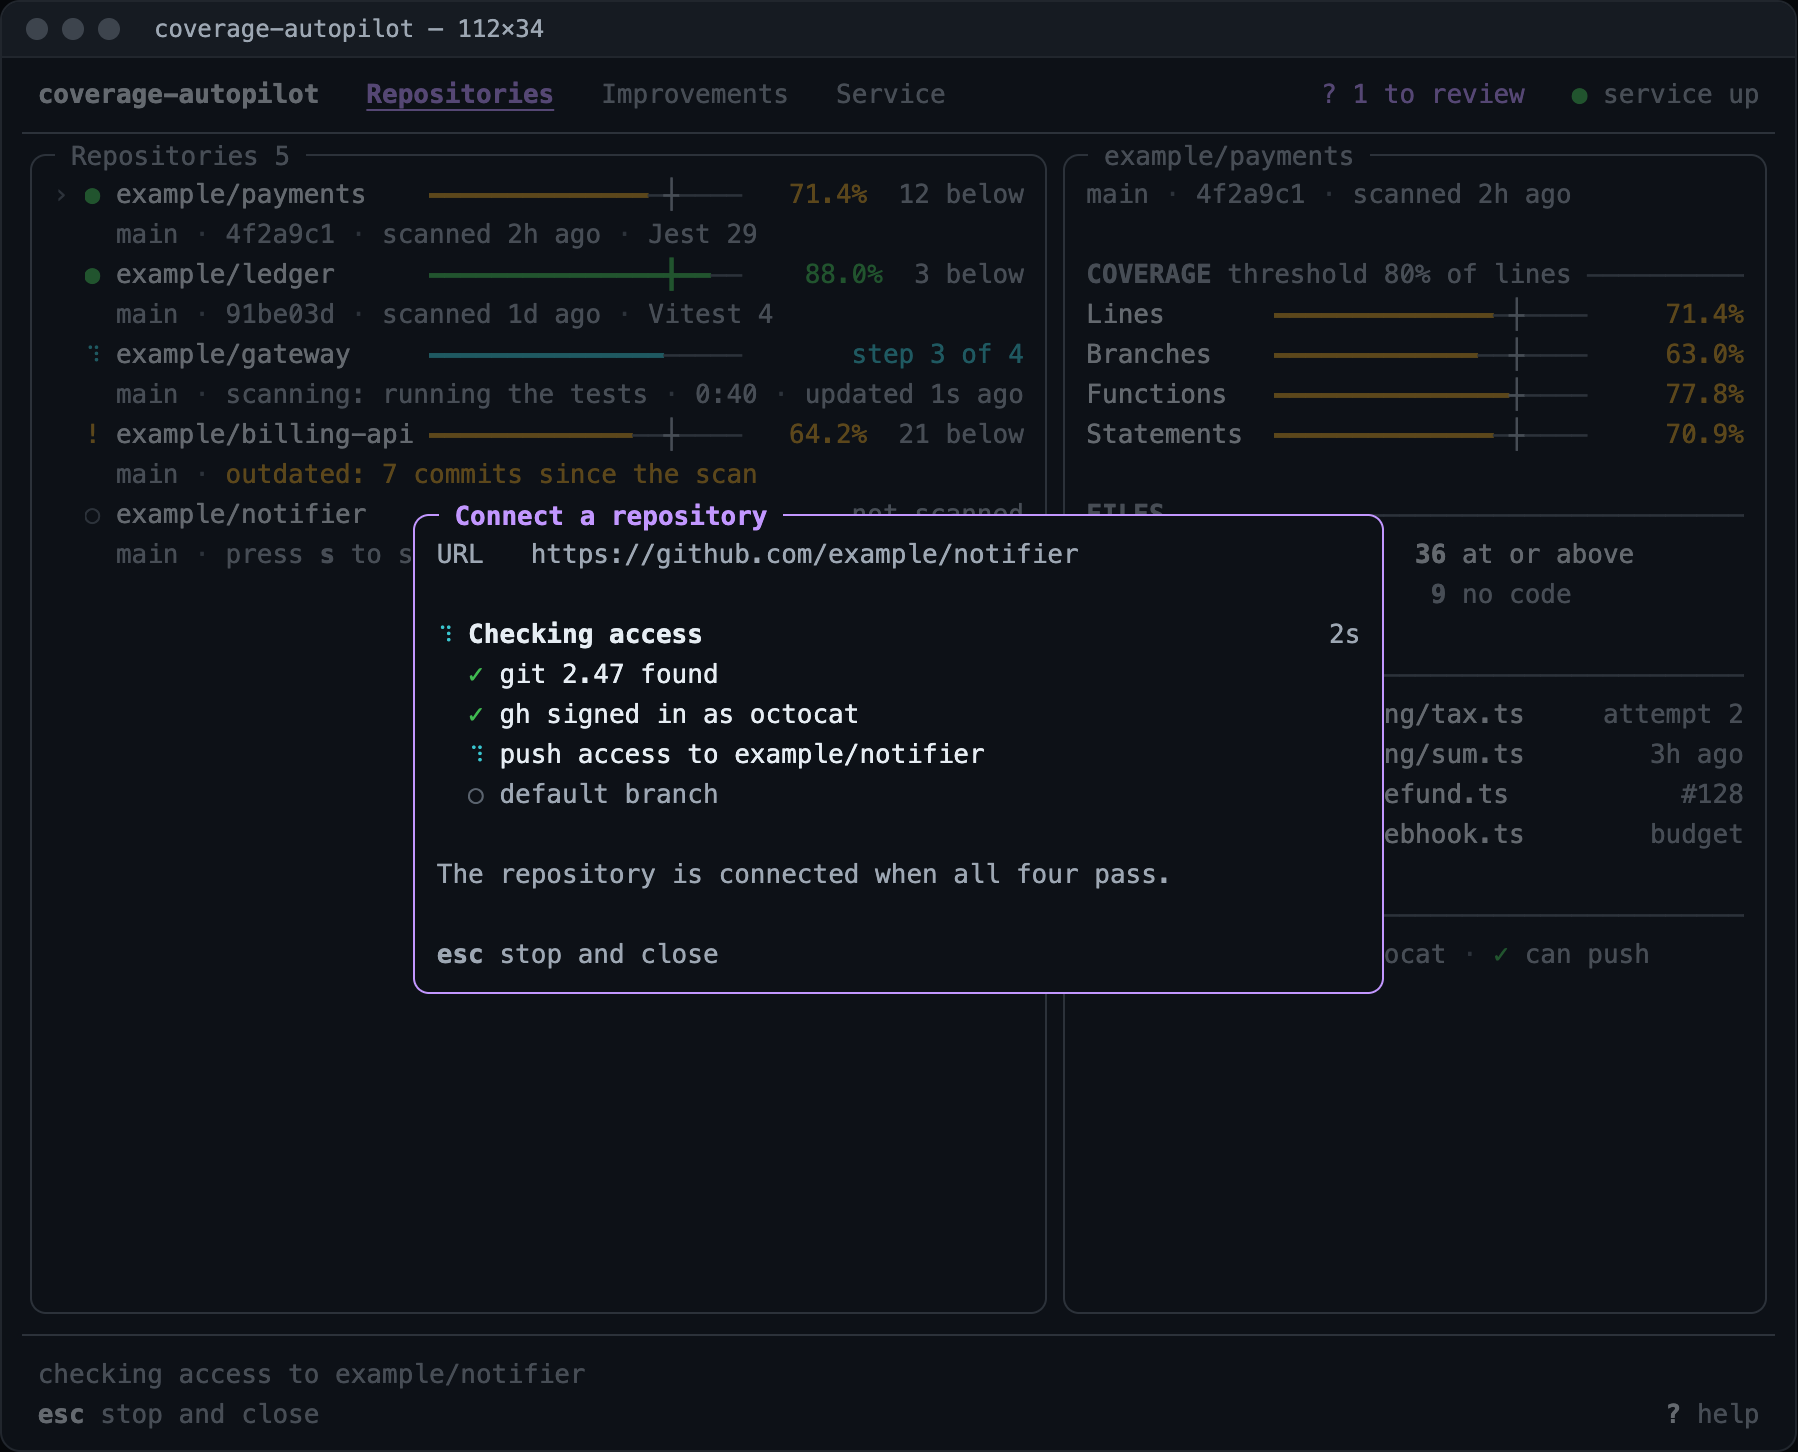 coverage-autopilot — 112×34
coverage-autopilot Repositories Improvements Service ? 1 to review ● service up
Repositories 5
› ● example/payments 71.4% 12 below
main · 4f2a9c1 · scanned 2h ago · Jest 29
● example/ledger 88.0% 3 below
main · 91be03d · scanned 1d ago · Vitest 4
example/gateway step 3 of 4
main · scanning: running the tests · 0:40 · updated 1s ago
! example/billing-api 64.2% 21 below
main · outdated: 7 commits since the scan
○ example/notifier not scanned
main · press s to s
example/payments
main · 4f2a9c1 · scanned 2h ago
COVERAGE threshold 80% of lines
Lines 71.4%
Branches 63.0%
Functions 77.8%
Statements 70.9%
FILES
36 at or above
9 no code
ng/tax.ts attempt 2
ng/sum.ts 3h ago
efund.ts #128
ebhook.ts budget
ocat · ✓ can push
Connect a repository
URL https://github.com/example/notifier
Checking access 2s
✓ git 2.47 found
✓ gh signed in as octocat
push access to example/notifier
○ default branch
The repository is connected when all four pass.
esc stop and close
checking access to example/notifier
esc stop and close ? help